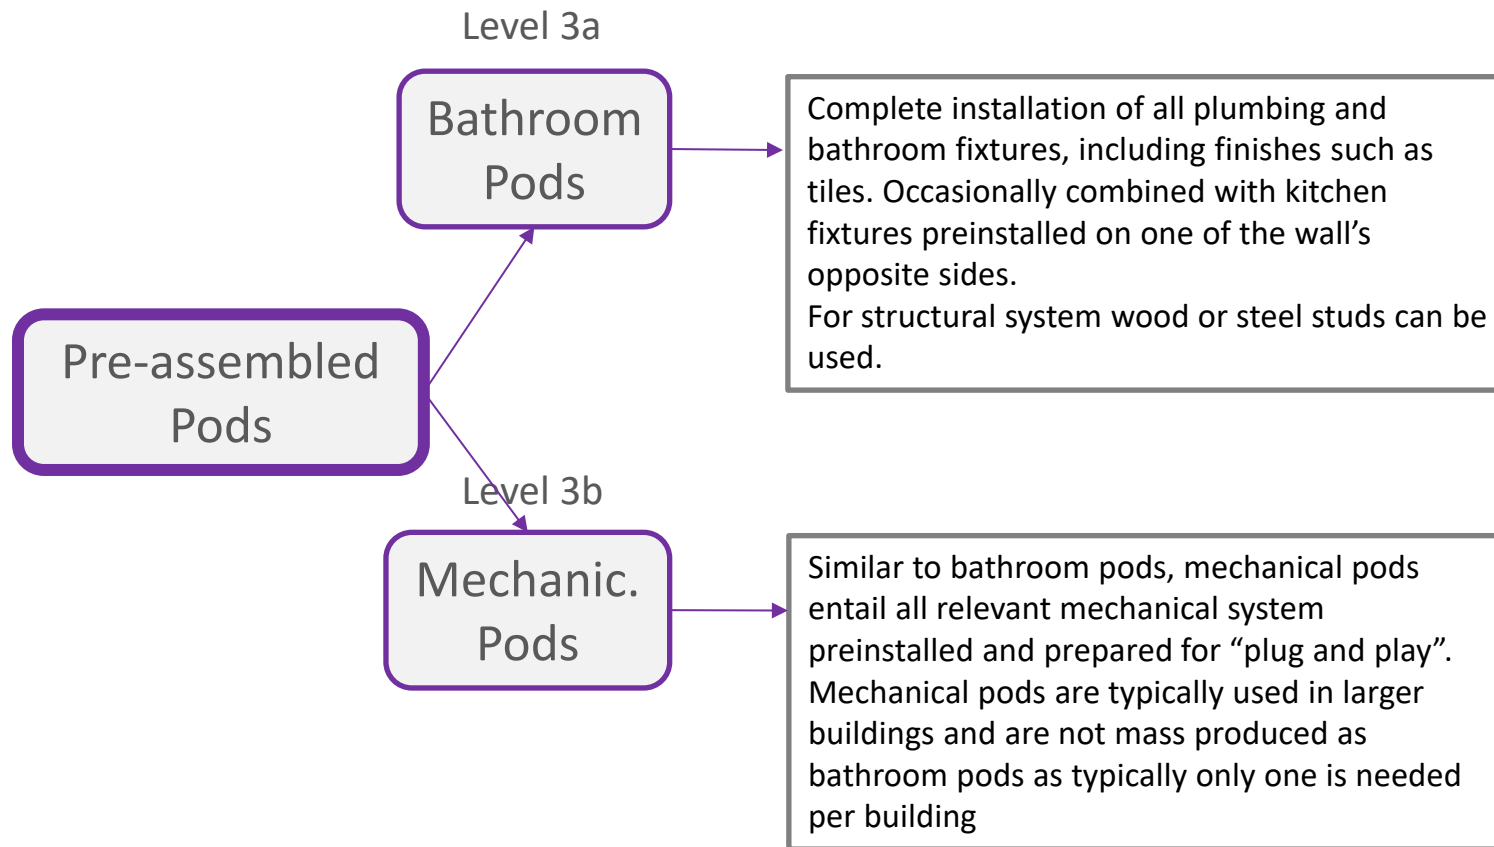 Level 3a
Bathroom
Pods
Complete installation of all plumbing and
bathroom fixtures, including finishes such as
tiles. Occasionally combined with kitchen
fixtures preinstalled on one of the wall’s
opposite sides.
For structural system wood or steel studs can be
used.
Pre-assembled
Pods
Level 3b
Mechanic.
Pods
Similar to bathroom pods, mechanical pods
entail all relevant mechanical system
preinstalled and prepared for “plug and play”.
Mechanical pods are typically used in larger
buildings and are not mass produced as
bathroom pods as typically only one is needed
per building